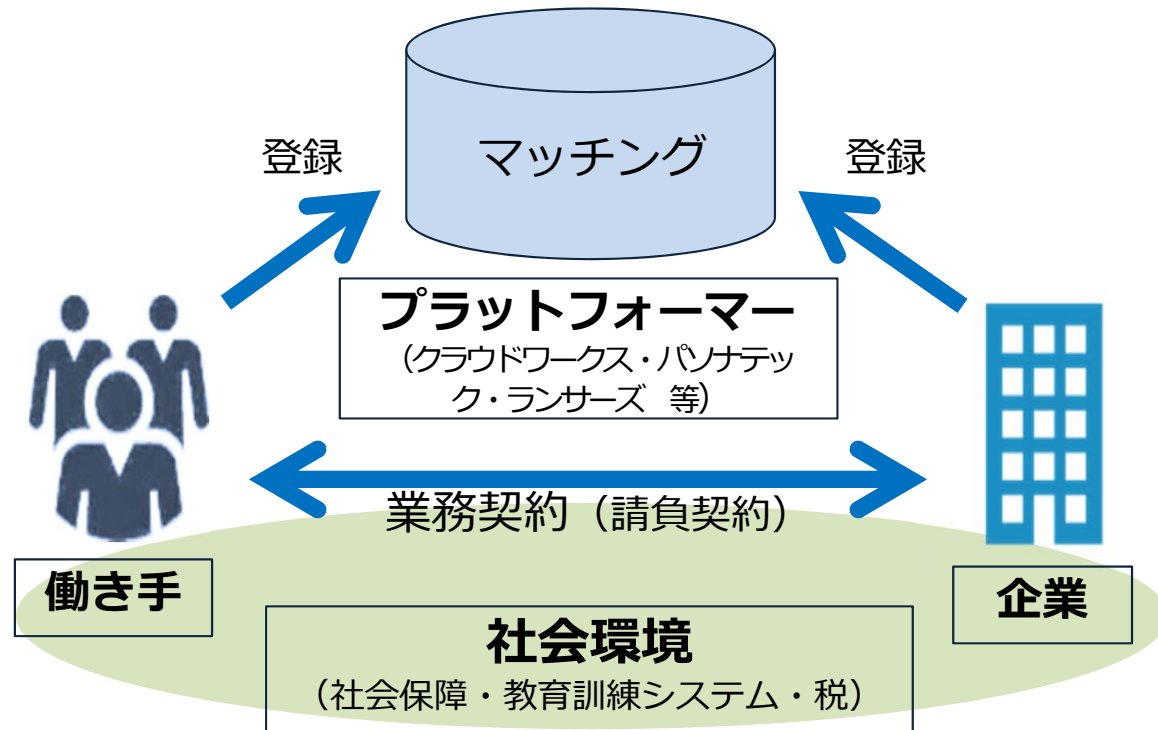 登録
マッチング
登録
プラットフォーマー
（クラウドワークス・パソナテッ
ク・ランサーズ 等）
業務契約（請負契約）
働き手
企業
社会環境
（社会保障・教育訓練システム・税）